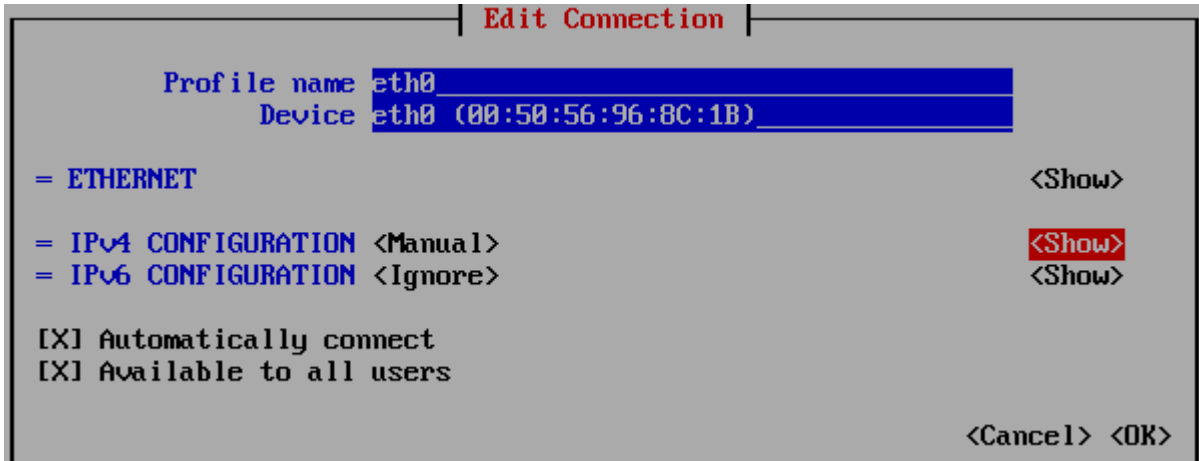 Edit Connection
Profile name eth0
Device eth0 (00:50:56:96:8C:1B)
= ETHERNET <Show>
= IPv4 CONFIGURATION <Manual> <Show>
= IPv6 CONFIGURATION <Ignore> <Show>
[X] Automatically connect
[X] Available to all users
<Cancel> <OK>